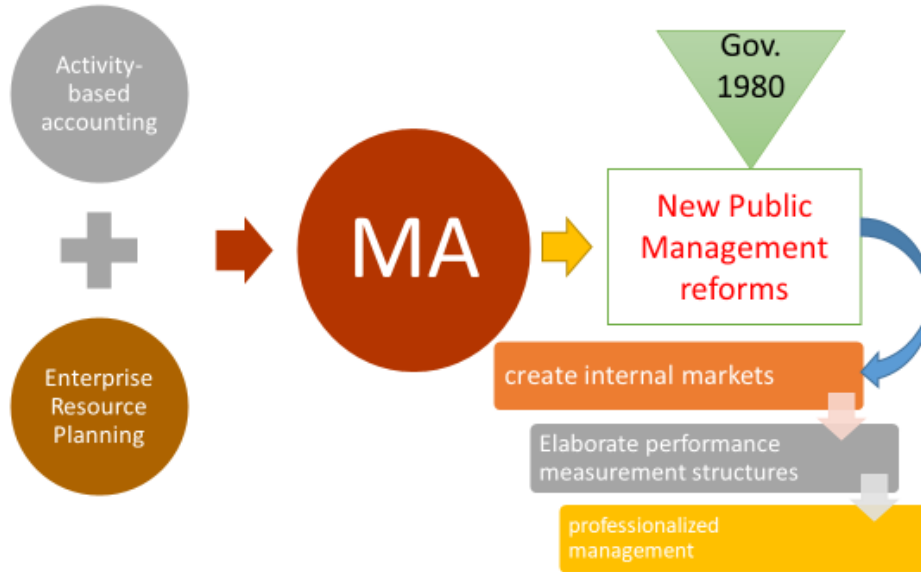 Activity-
based
accounting
Enterprise
Resource
Planning
MA
Gov.
1980
New Public
Management
reforms
create internal markets
Elaborate performance
measurement structures
professionalized
management